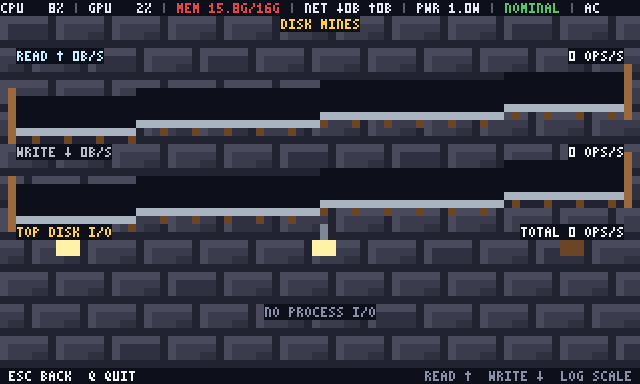 CPU 8% | GPU 2% | MEM 15.8G/16G | NET ↓0B ↑0B | PWR 1.0W | NOMINAL | AC
DISK MINES
READ ↑ 0B/S 0 OPS/S
WRITE ↓ 0B/S 0 OPS/S
TOP DISK I/O TOTAL 0 OPS/S
NO PROCESS I/O
ESC BACK Q QUIT READ ↑ WRITE ↓ LOG SCALE